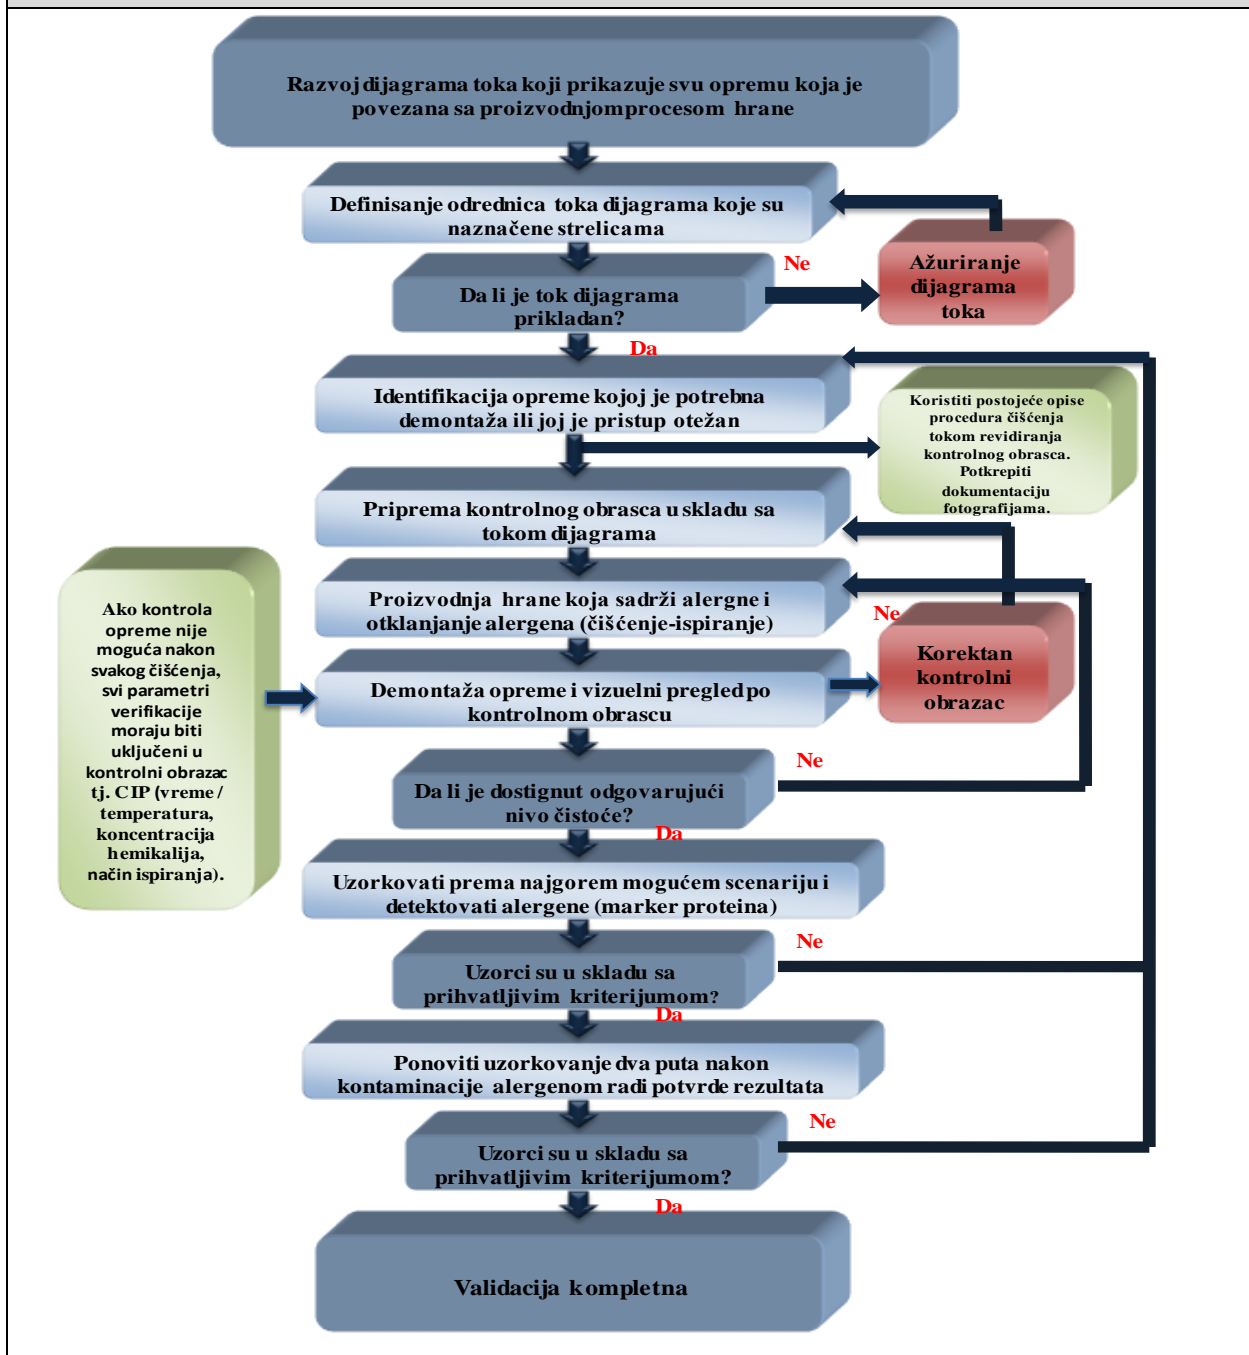 Razvoj dijagrama toka koji prikazuje svu opremu koja je
povezana sa proizvodnjomprocesom hrane
Definisanje odrednica toka dijagrama koje su
naznačene strelicama
Ne
Ažuriranje
dijagrama
toka
Da li je tok dijagrama
prikladan?
Da
Identifikacija opreme kojoj je potrebna
demontaža ili joj je pristup otežan
Koristiti postojeće opise
procedura čišćenja
tokom revidiranja
kontrolnog obrasca.
Potkrepiti
dokumentaciju
fotografijama.
Priprema kontrolnog obrasca u skladu sa
tokom dijagrama
Proizvodnja hrane koja sadrži alergne i
otklanjanje alergena (čišćenje-ispiranje)
Ne
Korektan
kontrolni
obrazac
Ako kontrola
opreme nije
moguća nakon
svakog čišćenja,
svi parametri
verifikacije
moraju biti
uključeni u
kontrolni obrazac
tj. CIP (vreme /
temperatura,
koncentracija
hemikalija,
način ispiranja).
Demontaža opreme i vizuelni pregled po
kontrolnom obrascu
Ne
Da li je dostignut odgovarujući
nivo čistoće?
Da
Uzorkovati prema najgorem mogućem scenariju i
detektovati alergene (marker proteina)
Ne
Uzorci su u skladu sa
prihvatljivim kriterijumom?
Da
Ponoviti uzorkovanje dva puta nakon
kontaminacije alergenom radi potvrde rezultata
Ne
Uzorci su u skladu sa
prihvatljivim kriterijumom?
Da
Validacija kompletna